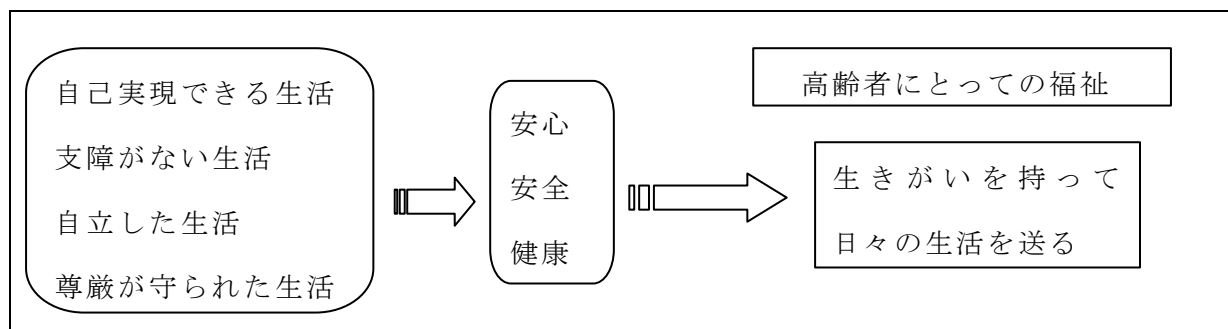 自己実現できる生活
支障がない生活
自立した生活
尊厳が守られた生活
安心
安全
健康
高齢者にとっての福祉
生きがいを持って
日々の生活を送る